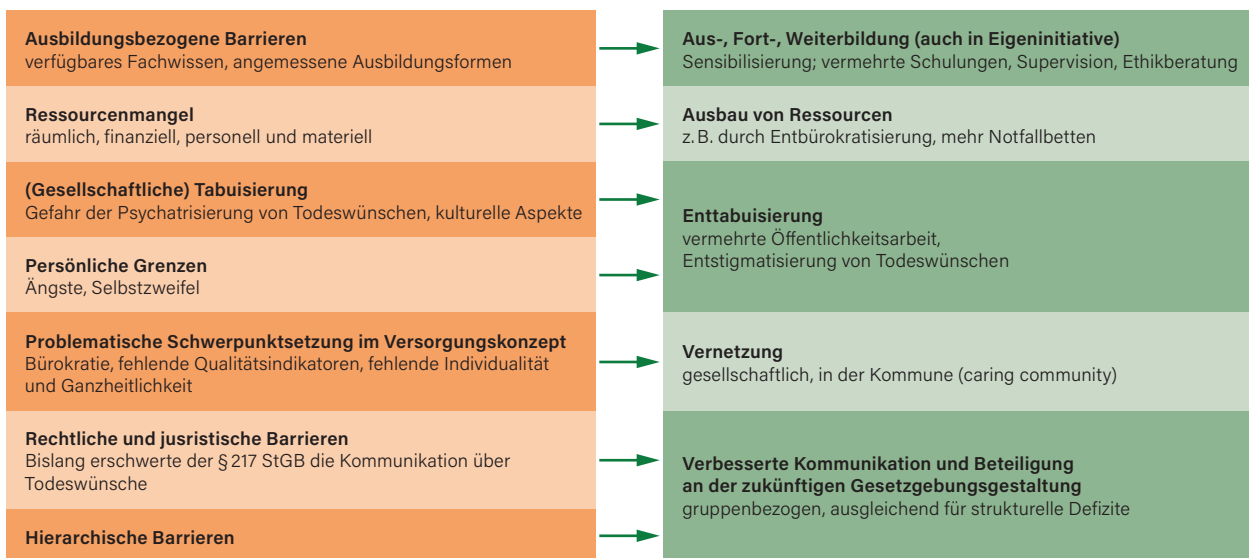 Ausbildungsbezogene Barrieren
verfügbares Fachwissen, angemessene Ausbildungsformen
Aus-, Fort-, Weiterbildung (auch in Eigeninitiative)
Sensibilisierung; vermehrte Schulungen, Supervision, Ethikberatung
Ressourcenmangel
räumlich, finanziell, personell und materiell
Ausbau von Ressourcen
z. B. durch Entbürokratisierung, mehr Notfallbetten
(Gesellschaftliche) Tabuisierung
Gefahr der Psychatrisierung von Todeswünschen, kulturelle Aspekte
Persönliche Grenzen
Ängste, Selbstzweifel
Enttabuisierung
vermehrte Öffentlichkeitsarbeit,
Entstigmatisierung von Todeswünschen
Problematische Schwerpunktsetzung im Versorgungskonzept
Bürokratie, fehlende Qualitätsindikatoren, fehlende Individualität
und Ganzheitlichkeit
Vernetzung
gesellschaftlich, in der Kommune (caring community)
Rechtliche und jusristische Barrieren
Bislang erschwerte der § 217 StGB die Kommunikation über
Todeswünsche
Hierarchische Barrieren
Verbesserte Kommunikation und Beteiligung
an der zukünftigen Gesetzgebungsgestaltung
gruppenbezogen, ausgleichend für strukturelle Defizite